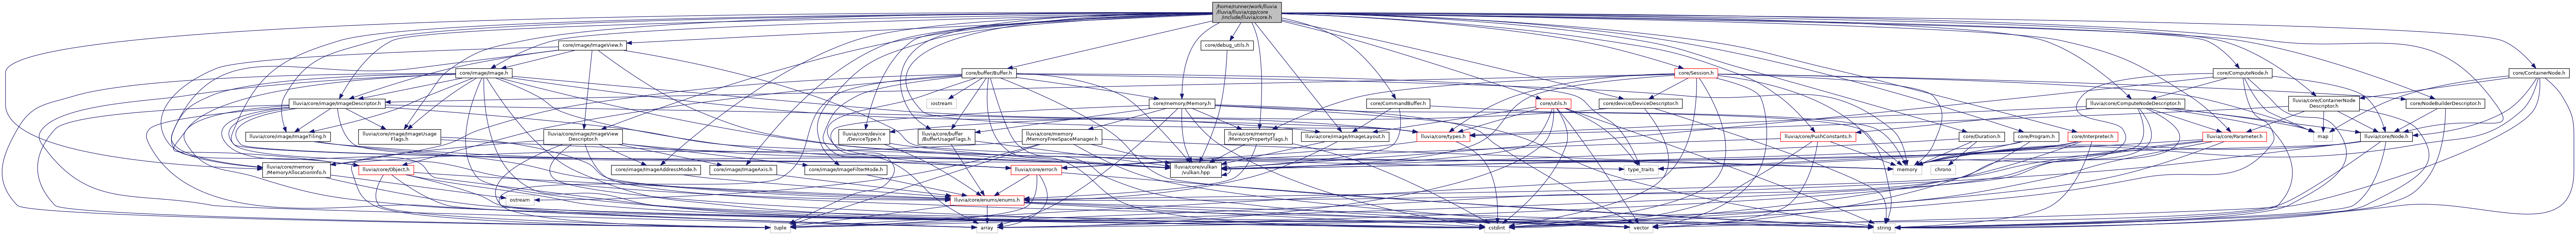 /home/runner/work/lluvia
/lluvia/lluvia/cpp/core
/include/lluvia/core.h
core/image/ImageView.h
core/debug_utils.h
core/image/Image.h
core/buffer/Buffer.h
core/Session.h
core/ComputeNode.h
core/ContainerNode.h
iostream
lluvia/core/image/ImageDescriptor.h
core/memory/Memory.h
core/CommandBuffer.h
core/utils.h
core/device/DeviceDescriptor.h
lluvia/core/ComputeNodeDescriptor.h
lluvia/core/ContainerNode
Descriptor.h
core/NodeBuilderDescriptor.h
lluvia/core/image/ImageTiling.h
lluvia/core/image/ImageUsage
Flags.h
lluvia/core/image/ImageView
Descriptor.h
lluvia/core/device
/DeviceType.h
lluvia/core/buffer
/BufferUsageFlags.h
lluvia/core/memory
/MemoryFreeSpaceManager.h
lluvia/core/memory
/MemoryPropertyFlags.h
lluvia/core/image/ImageLayout.h
lluvia/core/types.h
lluvia/core/PushConstants.h
core/Duration.h
core/Program.h
core/Interpreter.h
lluvia/core/Parameter.h
map
lluvia/core/Node.h
lluvia/core/memory
/MemoryAllocationInfo.h
lluvia/core/Object.h
core/image/ImageAddressMode.h
core/image/ImageAxis.h
core/image/ImageFilterMode.h
lluvia/core/error.h
lluvia/core/vulkan
/vulkan.hpp
type_traits
memory
chrono
ostream
lluvia/core/enums/enums.h
tuple
array
cstdint
vector
string